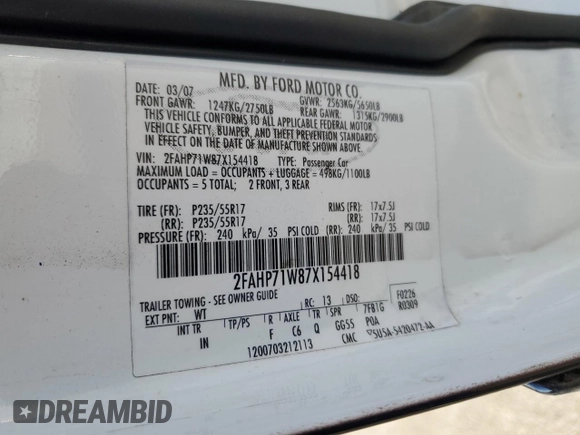 MFD. BY FORD MOTOR CO.
DATE: 03/07 GVWR: 2563KG/5650LB
FRONT GAWR: 1247KG/2750LB REAR GAWR: 1315KG/2900LB
THIS VEHICLE CONFORMS TO ALL APPLICABLE FEDERAL MOTOR
VEHICLE SAFETY, BUMPER, AND THEFT PREVENTION STANDARDS
IN EFFECT ON THE DATE OF MANUFACTURE SHOWN ABOVE.
VIN: 2FAHP71W87X154418 TYPE: Passenger Car
MAXIMUM LOAD = OCCUPANTS + LUGGAGE = 498KG/1100LB
OCCUPANTS = 5 TOTAL; 2 FRONT, 3 REAR
TIRE (FR): P235/55R17 RIMS (FR): 17x7.5J
(RR): P235/55R17 (RR): 17x7.5J
PRESSURE (FR): 240 kPa/ 35 PSI COLD (RR): 240 kPa/ 35 PSI COLD
2FAHP71W87X154418
TRAILER TOWING - SEE OWNER GUIDE
EXT PNT: WT RC: 13 DSO: F0226
INT TR TP/PS R AXLE TR SPR 7FB1G R0309
IN F C6 Q GG55 POA
1200703212113 CMC 5U5A-5420472-AA
DREAMBID